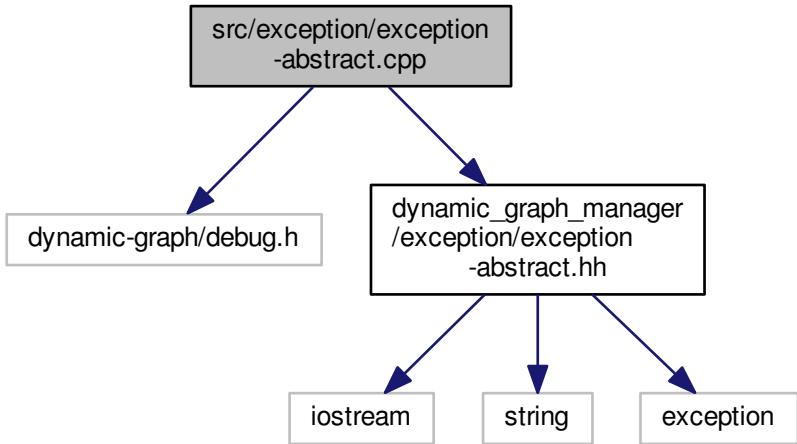 src/exception/exception
-abstract.cpp
dynamic-graph/debug.h
dynamic_graph_manager
/exception/exception
-abstract.hh
iostream
string
exception